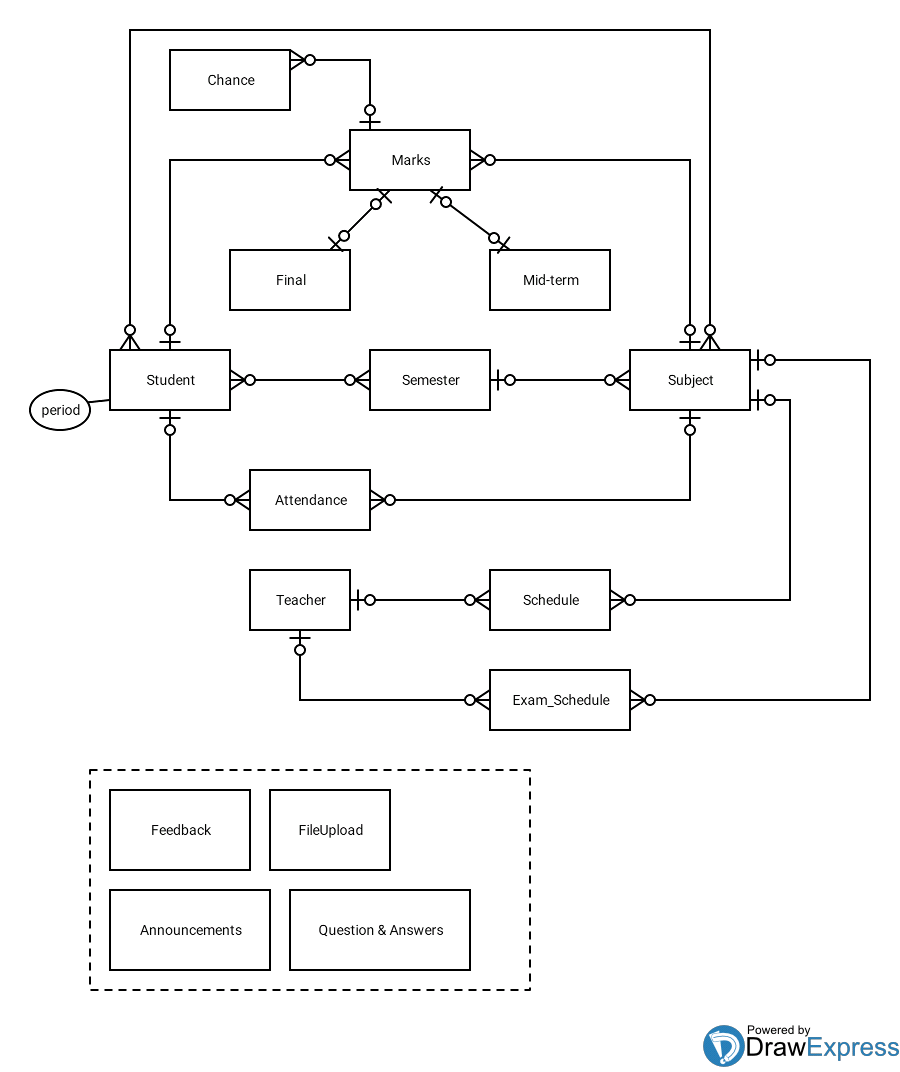 Chance
Marks
Final
Mid-term
Student
Semester
Subject
period
Attendance
Teacher
Schedule
Exam_Schedule
Feedback
FileUpload
Announcements
Question & Answers
Powered by
DrawExpress